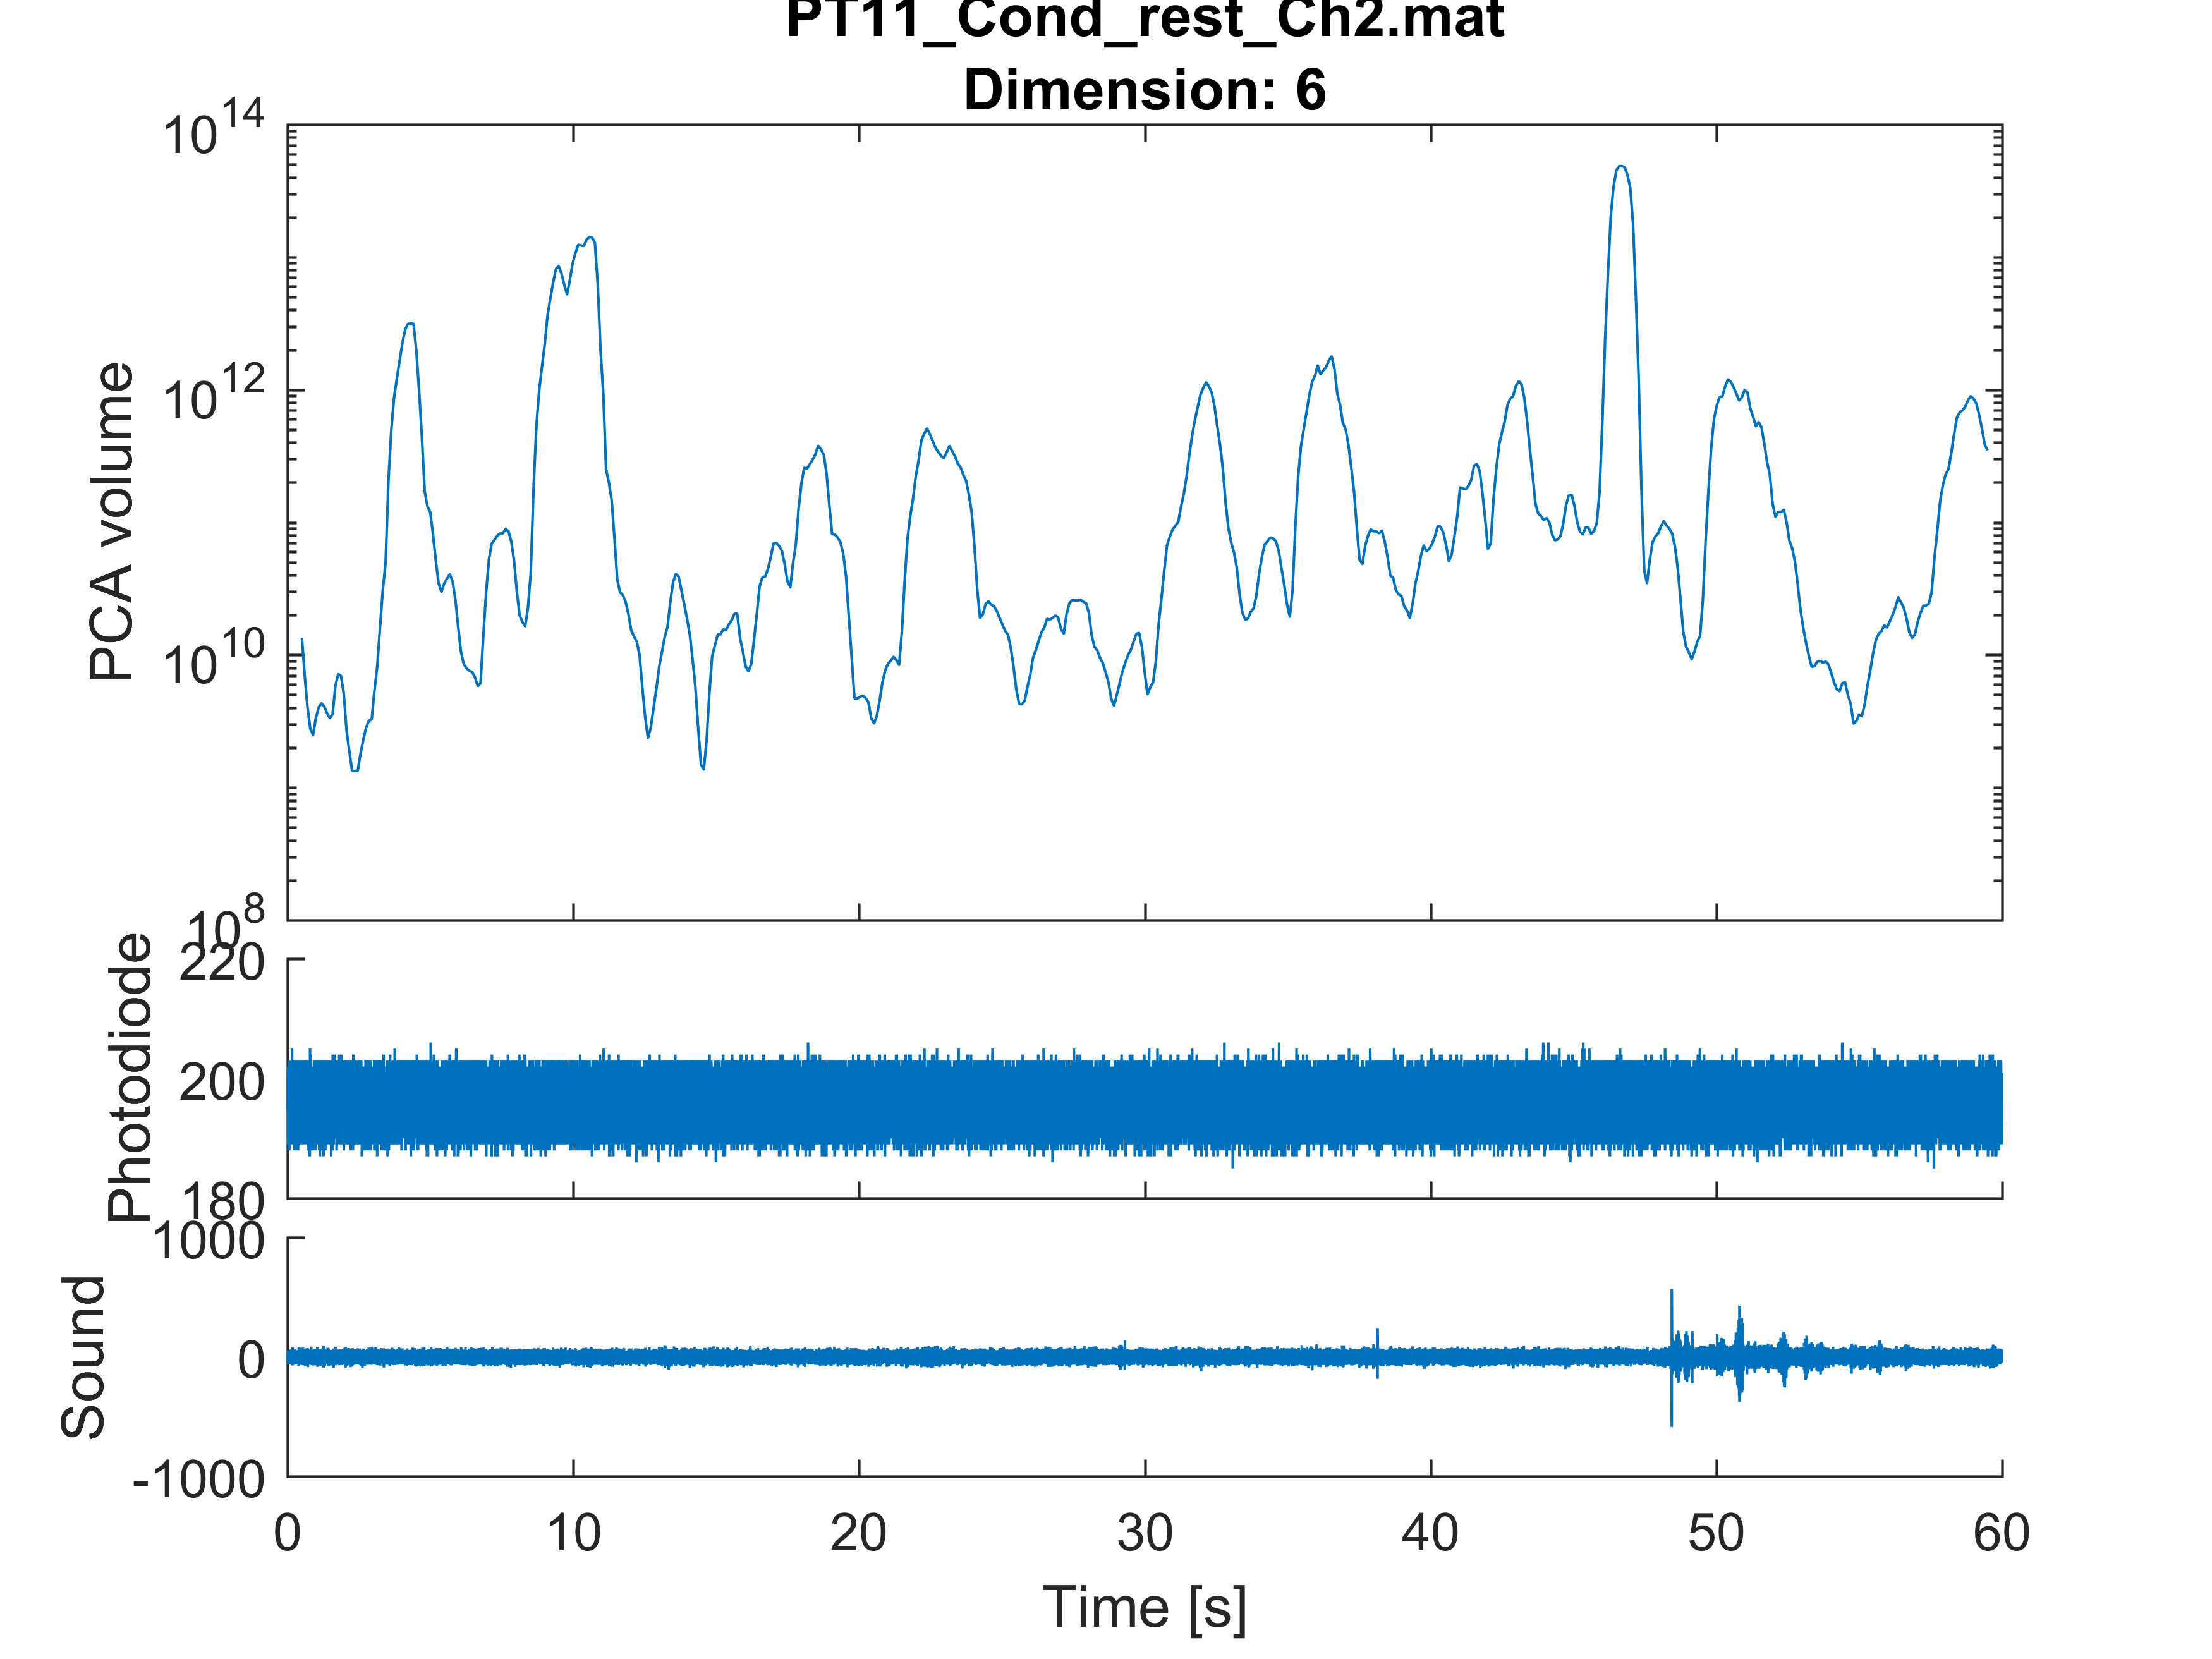 PT11_Cond_rest_Ch2.mat
Dimension: 6
10^14
10^12
10^10
10^8
PCA volume
220
200
180
Photodiode
1000
0
-1000
Sound
0 10 20 30 40 50 60
Time [s]